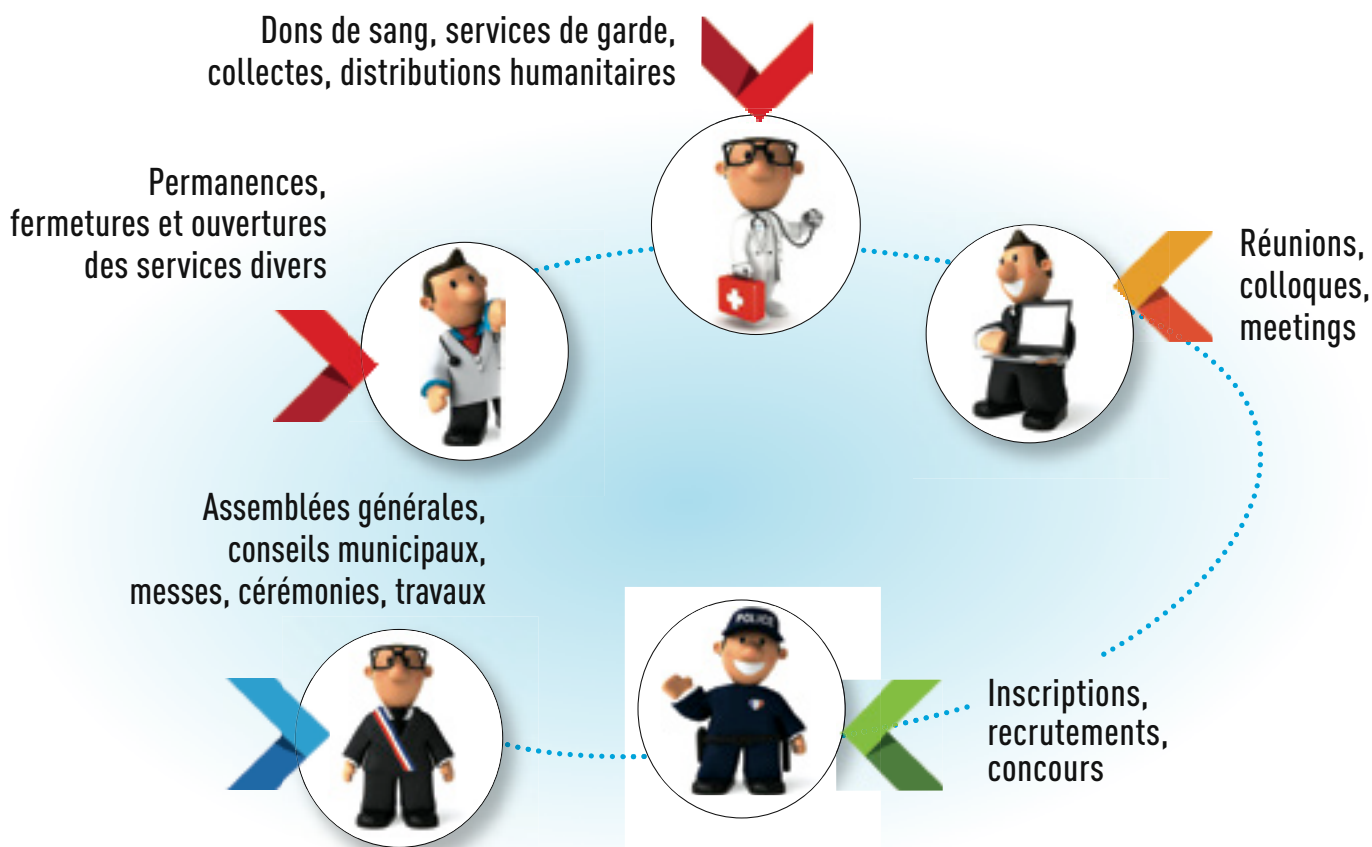 Dons de sang, services de garde,
collectes, distributions humanitaires
Permanences,
fermetures et ouvertures
des services divers
Réunions,
colloques,
meetings
Assemblées générales,
conseils municipaux,
messes, cérémonies, travaux
POLICE
Inscriptions,
recrutements,
concours